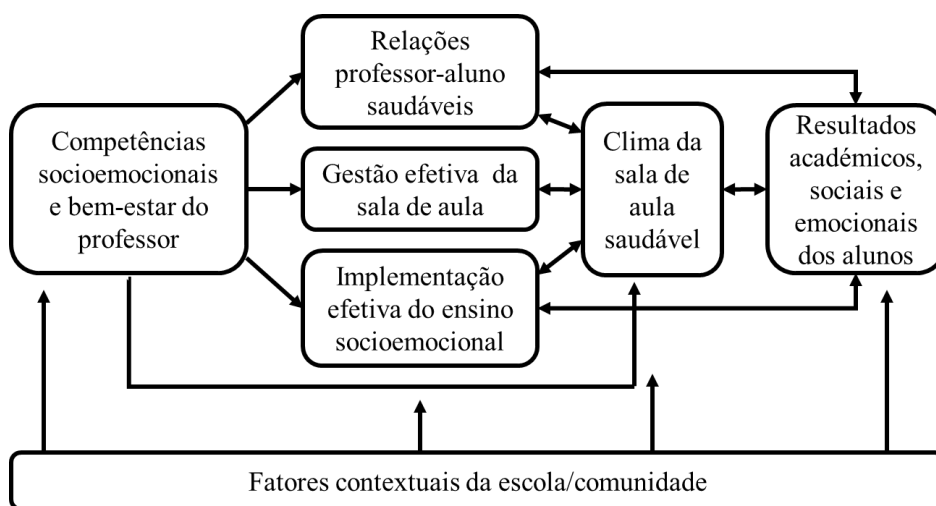 Relações
professor-aluno
saudáveis
Competências
socioemocionais
e bem-estar do
professor
Gestão efetiva da
sala de aula
Implementação
efetiva do ensino
socioemocional
Clima da
sala de
aula
saudável
Resultados
académicos,
sociais e
emocionais
dos alunos
Fatores contextuais da escola/comunidade